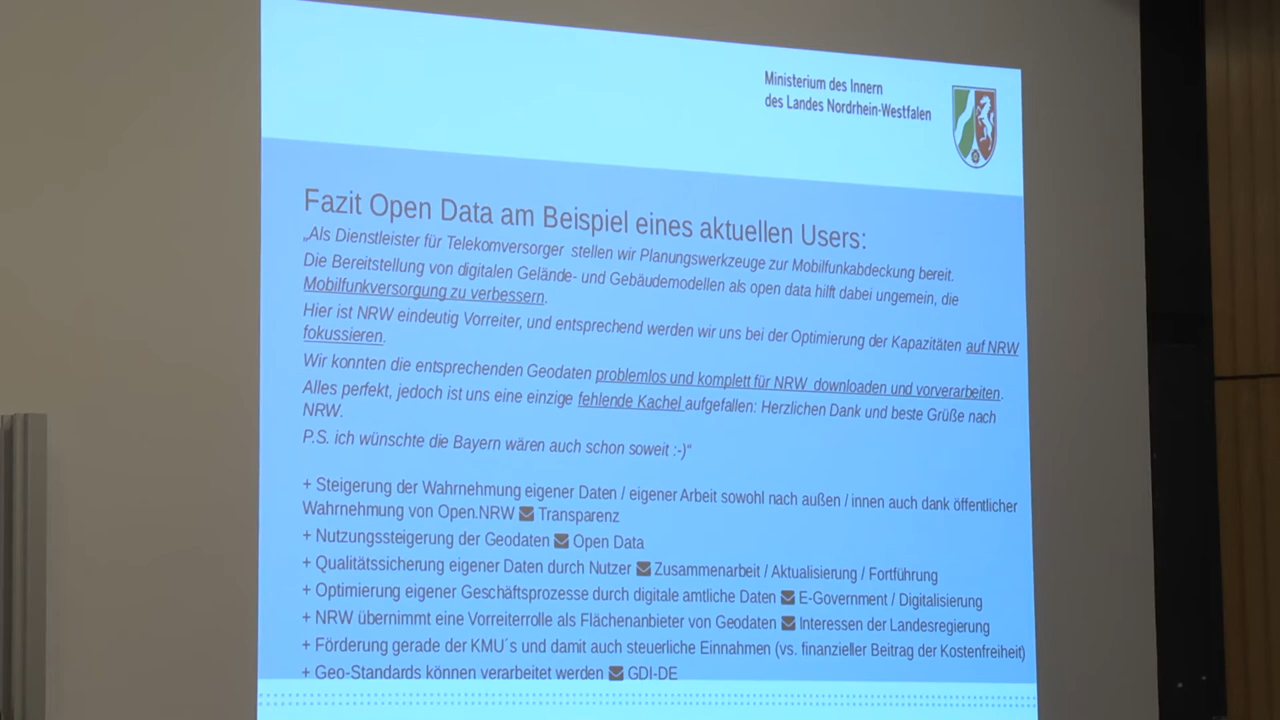 Ministerium des Innern
des Landes Nordrhein-Westfalen
Fazit Open Data am Beispiel eines aktuellen Users:
„Als Dienstleister für Telekomversorger stellen wir Planungswerkzeuge zur Mobilfunkabdeckung bereit.
Die Bereitstellung von digitalen Gelände- und Gebäudemodellen als open data hilft dabei ungemein, die
Mobilfunkversorgung zu verbessern.
Hier ist NRW eindeutig Vorreiter, und entsprechend werden wir uns bei der Optimierung der Kapazitäten auf NRW
fokussieren.
Wir konnten die entsprechenden Geodaten problemlos und komplett für NRW downloaden und vorverarbeiten.
Alles perfekt, jedoch ist uns eine einzige fehlende Kachel aufgefallen: Herzlichen Dank und beste Grüße nach
NRW.
P.S. ich wünschte die Bayern wären auch schon soweit :-)“
+ Steigerung der Wahrnehmung eigener Daten / eigener Arbeit sowohl nach außen / innen auch dank öffentlicher
Wahrnehmung von Open.NRW Transparenz
+ Nutzungssteigerung der Geodaten Open Data
+ Qualitätssicherung eigener Daten durch Nutzer Zusammenarbeit / Aktualisierung / Fortführung
+ Optimierung eigener Geschäftsprozesse durch digitale amtliche Daten E-Government / Digitalisierung
+ NRW übernimmt eine Vorreiterrolle als Flächenanbieter von Geodaten Interessen der Landesregierung
+ Förderung gerade der KMU´s und damit auch steuerliche Einnahmen (vs. finanzieller Beitrag der Kostenfreiheit)
+ Geo-Standards können verarbeitet werden GDI-DE